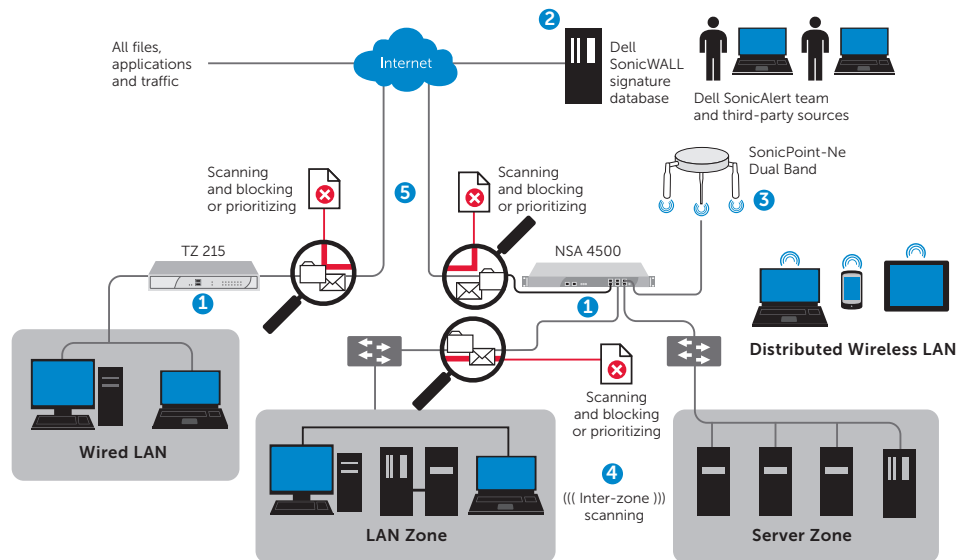 All files,
applications
and traffic
Internet
2
Dell
SonicWALL
signature
database
Dell SonicAlert team
and third-party sources
Scanning
and blocking
or prioritizing
5
Scanning
and blocking
or prioritizing
SonicPoint-Ne
Dual Band
3
TZ 215
1
NSA 4500
1
Distributed Wireless LAN
Wired LAN
Scanning
and blocking
or prioritizing
4
((( Inter-zone )))
scanning
LAN Zone
Server Zone